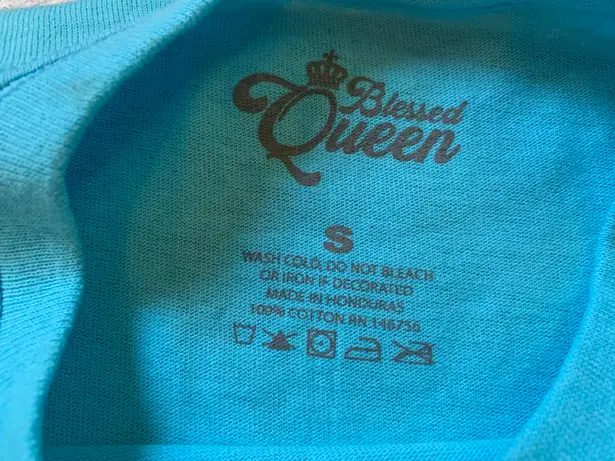 Blessed
Queen
S
WASH COLD, DO NOT BLEACH
OR IRON IF DECORATED
MADE IN HONDURAS
100% COTTON RN 146756